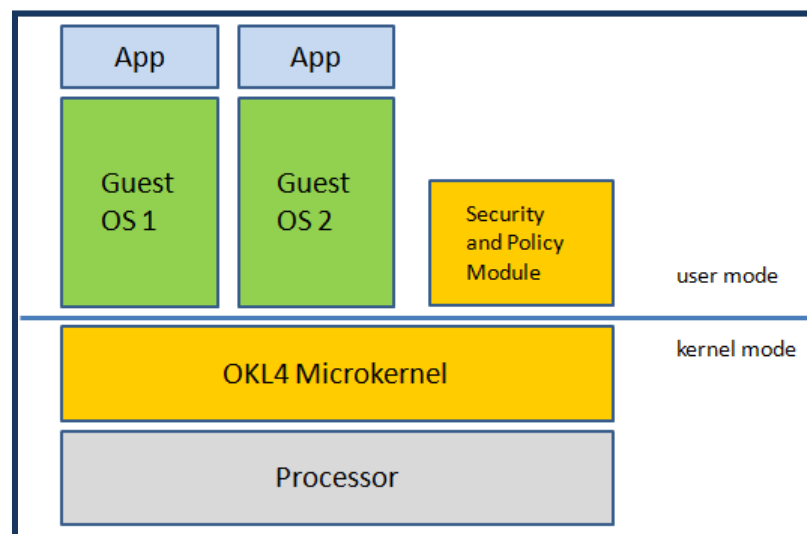 App
App
Guest
OS 1
Guest
OS 2
Security
and Policy
Module
user mode
kernel mode
OKL4 Microkernel
Processor